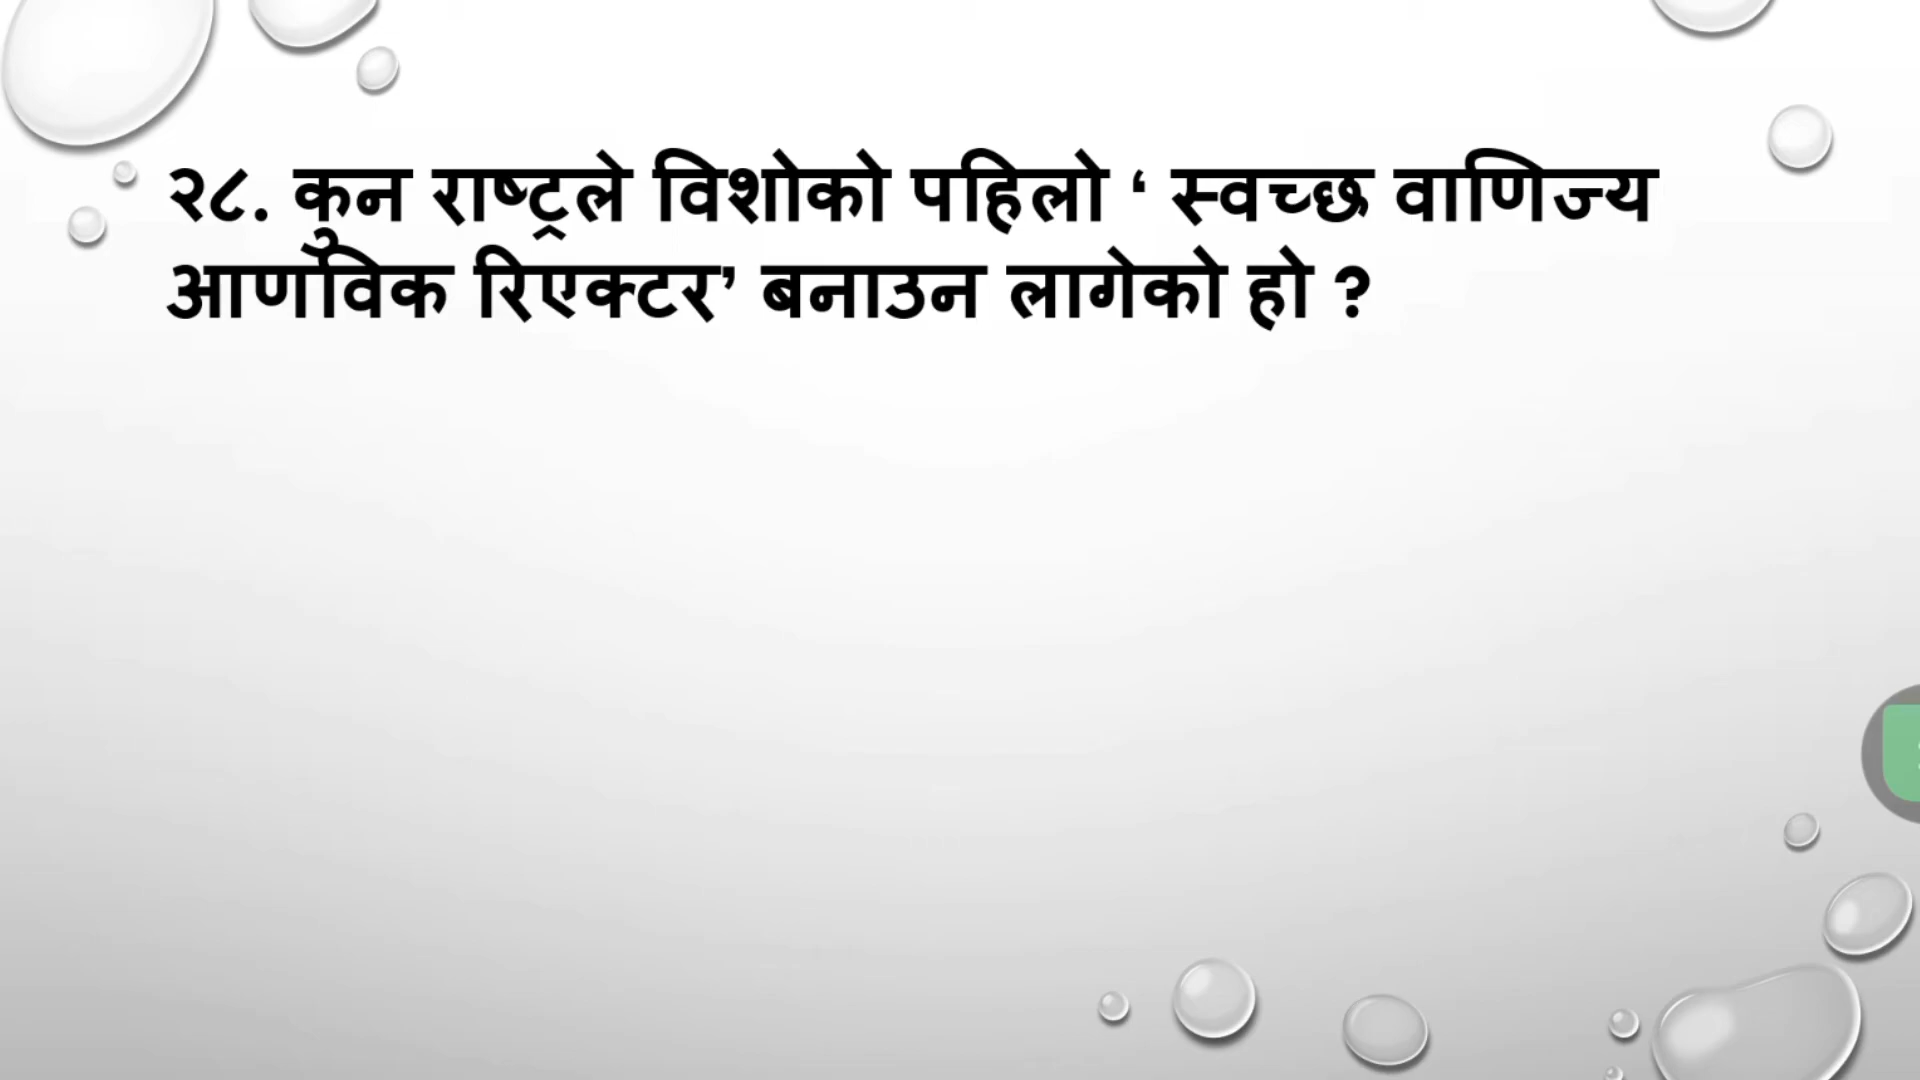 २८. कुन राष्ट्रले विशोको पहिलो ‘ स्वच्छ वाणिज्य
आणविक रिएक्टर’ बनाउन लागेको हो ?